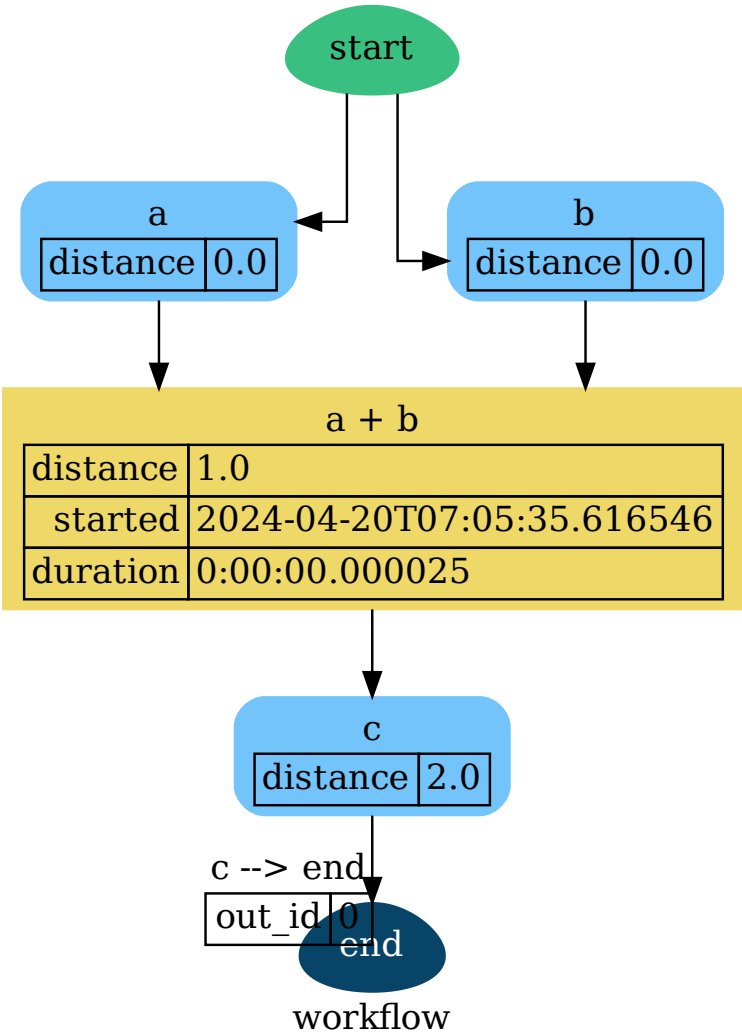 start
a
distance 0.0
b
distance 0.0
a + b
distance 1.0
started 2024-04-20T07:05:35.616546
duration 0:00:00.000025
c
distance 2.0
c --> end
out_id 0
end
workflow